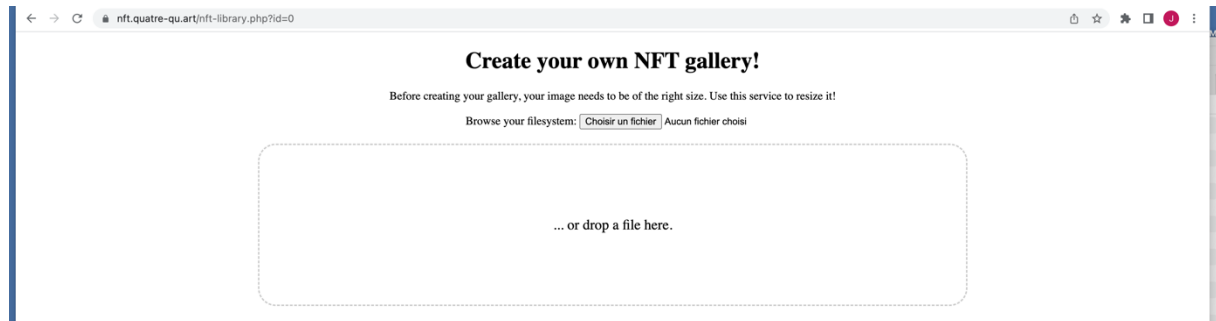 nft.quatre-qu.art/nft-library.php?id=0
J
Create your own NFT gallery!
Before creating your gallery, your image needs to be of the right size. Use this service to resize it!
Browse your filesystem: Choisir un fichier Aucun fichier choisi
... or drop a file here.